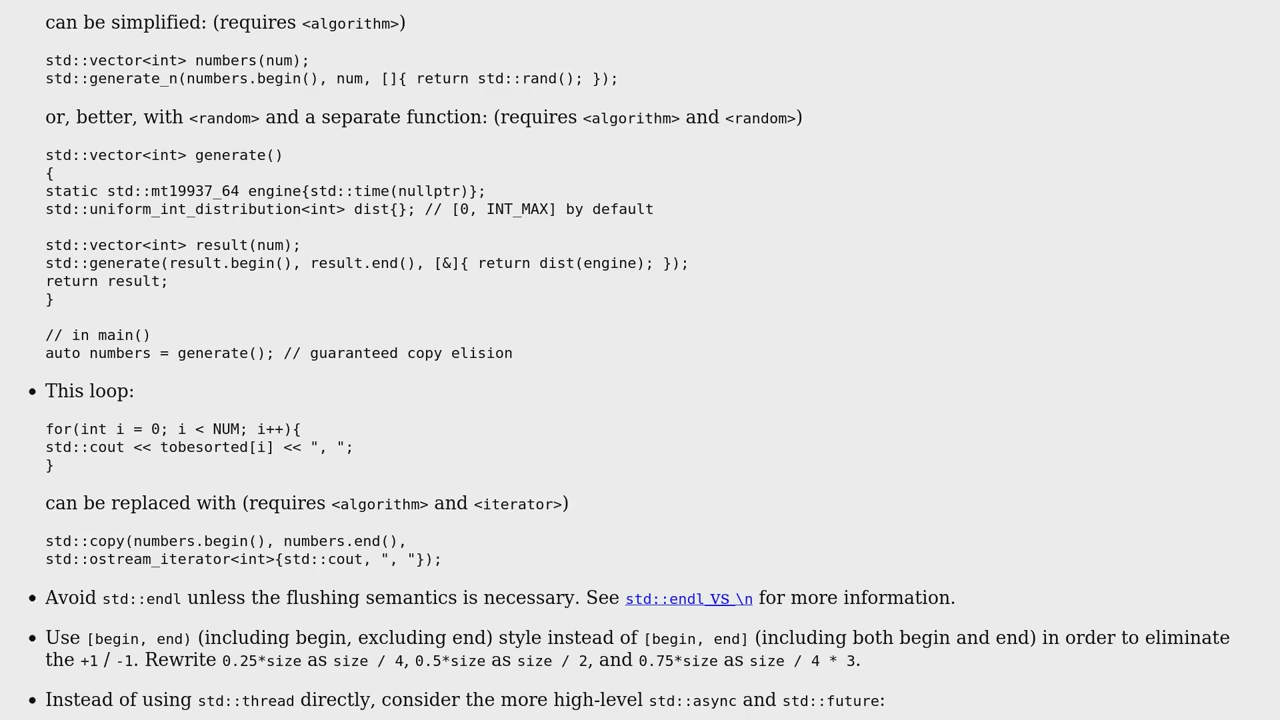 can be simplified: (requires <algorithm>)
std::vector<int> numbers(num);
std::generate_n(numbers.begin(), num, []{ return std::rand(); });
or, better, with <random> and a separate function: (requires <algorithm> and <random>)
std::vector<int> generate()
{
static std::mt19937_64 engine{std::time(nullptr)};
std::uniform_int_distribution<int> dist{}; // [0, INT_MAX] by default
std::vector<int> result(num);
std::generate(result.begin(), result.end(), [&]{ return dist(engine); });
return result;
}
// in main()
auto numbers = generate(); // guaranteed copy elision
• This loop:
for(int i = 0; i < NUM; i++){
std::cout << tobesorted[i] << ", ";
}
can be replaced with (requires <algorithm> and <iterator>)
std::copy(numbers.begin(), numbers.end(),
std::ostream_iterator<int>{std::cout, ", "});
• Avoid std::endl unless the flushing semantics is necessary. See std::endl vs \n for more information.
• Use [begin, end) (including begin, excluding end) style instead of [begin, end] (including both begin and end) in order to eliminate
the +1 / -1. Rewrite 0.25*size as size / 4, 0.5*size as size / 2, and 0.75*size as size / 4 * 3.
• Instead of using std::thread directly, consider the more high-level std::async and std::future: